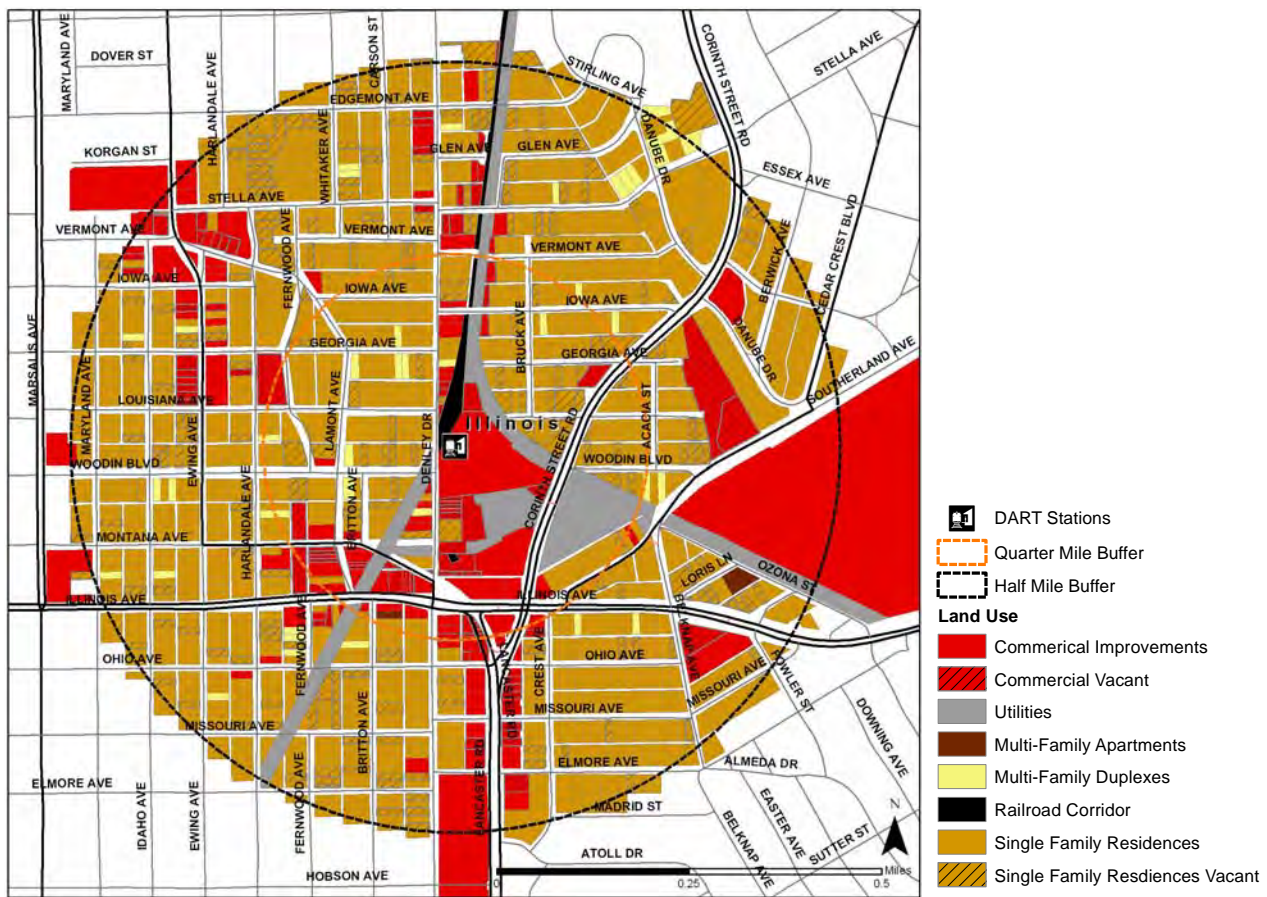 MARYLAND AVE
DOVER ST
HARLANDALE AVE
CARSON ST
STIRLING AVE
CORINTH STREET RD
STELLA AVE
EDGEMONT AVE
WHITAKER AVE
DANUBE DR
KORGAN ST
GLEN AVE
GLEN AVE
ESSEX AVE
STELLA AVE
FERNWOOD AVE
VERMONT AVE
VERMONT AVE
VERMONT AVE
BERWICK AVE
CEDAR CREST BLVD
IOWA AVE
IOWA AVE
IOWA AVE
BRUCK AVE
DANUBE DR
SOUTHERLAND AVE
MARSALIS AVE
GEORGIA AVE
GEORGIA AVE
MARYLAND AVE
LOUISIANA AVE
LAMONT AVE
ACACIA ST
EWING AVE
DENLEY DR
Illinois
WOODIN BLVD
WOODIN BLVD
CORINTH STREET RD
HARLANDALE AVE
BRITTON AVE
MONTANA AVE
LORIS LN
OZONA ST
ILLINOIS AVE
ILLINOIS AVE
BELKNAP AVE
FERNWOOD AVE
LANCASTER RD
CREST AVE
OHIO AVE
OHIO AVE
MISSOURI AVE
FOWLER ST
MISSOURI AVE
BRITTON AVE
MISSOURI AVE
DOWNING AVE
ELMORE AVE
ELMORE AVE
ALMEDA DR
IDAHO AVE
EWING AVE
FERNWOOD AVE
LANCASTER RD
MADRID ST
BELKNAP AVE
EASTER AVE
SUTTER ST
N
ATOLL DR
HOBSON AVE
0
0.25
0.5
Miles
DART Stations
Quarter Mile Buffer
Half Mile Buffer
Land Use
Commerical Improvements
Commercial Vacant
Utilities
Multi-Family Apartments
Multi-Family Duplexes
Railroad Corridor
Single Family Residences
Single Family Resdiences Vacant